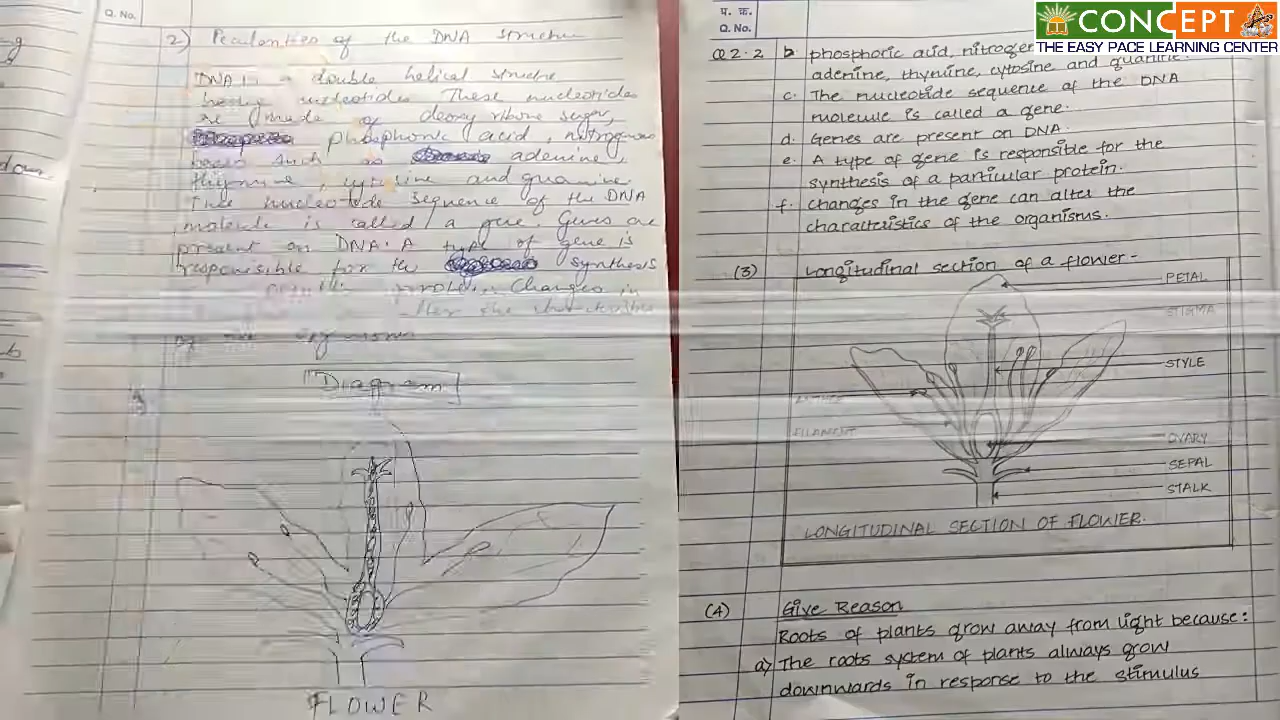 Q. No.
2) Peculiarities of the DNA structure
DNA is a double helical structure
having nucleotides. These nucleotides
are made of deoxy ribose sugar,
phosphoric acid, nitrogenous
bases such as adenine,
thymine, cytosine and guanine.
The nucleotide sequence of the DNA
molecule is called a gene. Genes are
present on DNA. A type of gene is
responisible for the synthesis
protein. Changes in
Diagram
FLOWER
प्र. क्र.
Q. No.
CONCEPT
THE EASY PACE LEARNING CENTER
Q2.2 b phosphoric acid,
adenine, thymine, cytosine and guanine.
c. The nucleotide sequence of the DNA
molecule is called a gene.
d. Genes are present on DNA.
e. A type of gene is responsible for the
synthesis of a particular protein.
f. changes in the gene can alter the
characteristics of the organisms.
(3) Longitudinal section of a flower-
PETAL
STIGMA
STYLE
ANTHER
FILAMENT
OVARY
SEPAL
STALK
LONGITUDINAL SECTION OF FLOWER.
(4) Give Reason
Roots of plants grow away from light because:
a) The roots system of plants always grow
downwards in response to the stimulus